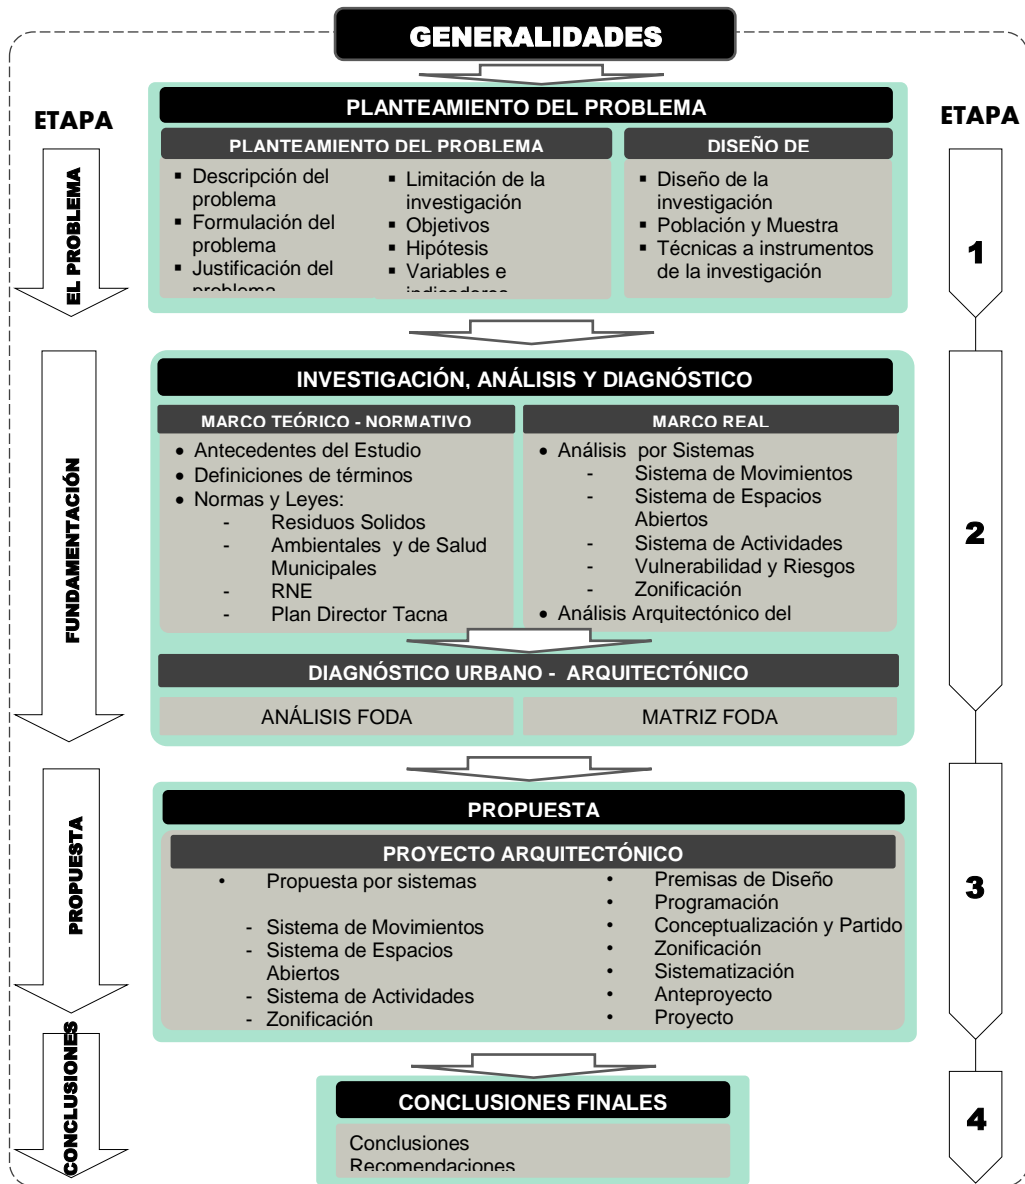 GENERALIDADES
ETAPA
ETAPA
PLANTEAMIENTO DEL PROBLEMA
PLANTEAMIENTO DEL PROBLEMA
▪ Descripción del
problema
▪ Formulación del
problema
▪ Justificación del
problema
▪ Limitación de la
investigación
▪ Objetivos
▪ Hipótesis
▪ Variables e
indicadores
DISEÑO DE
▪ Diseño de la
investigación
▪ Población y Muestra
▪ Técnicas a instrumentos
de la investigación
EL PROBLEMA
1
INVESTIGACIÓN, ANÁLISIS Y DIAGNÓSTICO
MARCO TEÓRICO - NORMATIVO
• Antecedentes del Estudio
• Definiciones de términos
• Normas y Leyes:
- Residuos Solidos
- Ambientales y de Salud
Municipales
- RNE
- Plan Director Tacna
MARCO REAL
• Análisis por Sistemas
- Sistema de Movimientos
- Sistema de Espacios
Abiertos
- Sistema de Actividades
- Vulnerabilidad y Riesgos
- Zonificación
• Análisis Arquitectónico del
DIAGNÓSTICO URBANO - ARQUITECTÓNICO
ANÁLISIS FODA
MATRIZ FODA
FUNDAMENTACIÓN
2
PROPUESTA
PROYECTO ARQUITECTÓNICO
• Propuesta por sistemas
- Sistema de Movimientos
- Sistema de Espacios
Abiertos
- Sistema de Actividades
- Zonificación
• Premisas de Diseño
• Programación
• Conceptualización y Partido
• Zonificación
• Sistematización
• Anteproyecto
• Proyecto
PROPUESTA
3
CONCLUSIONES FINALES
Conclusiones
Recomendaciones
CONCLUSIONES
4